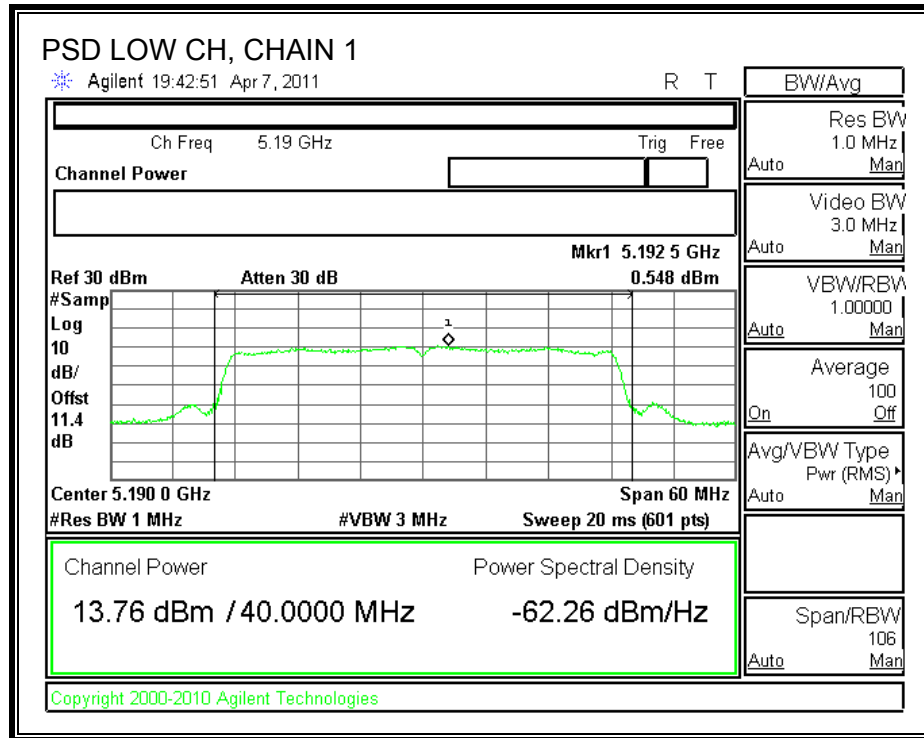 PSD LOW CH, CHAIN 1
Agilent 19:42:51 Apr 7, 2011 R T
Ch Freq 5.19 GHz Trig Free
Channel Power
Mkr1 5.192 5 GHz
Ref 30 dBm Atten 30 dB 0.548 dBm
#Samp
Log
10
dB/
Offst
11.4
dB
1
Center 5.190 0 GHz Span 60 MHz
#Res BW 1 MHz #VBW 3 MHz Sweep 20 ms (601 pts)
Channel Power Power Spectral Density
13.76 dBm / 40.0000 MHz -62.26 dBm/Hz
Copyright 2000-2010 Agilent Technologies
BW/Avg
Res BW
1.0 MHz
Auto Man
Video BW
3.0 MHz
Auto Man
VBW/RBW
1.00000
Auto Man
Average
100
On Off
Avg/VBW Type
Pwr (RMS)
Auto Man
Span/RBW
106
Auto Man